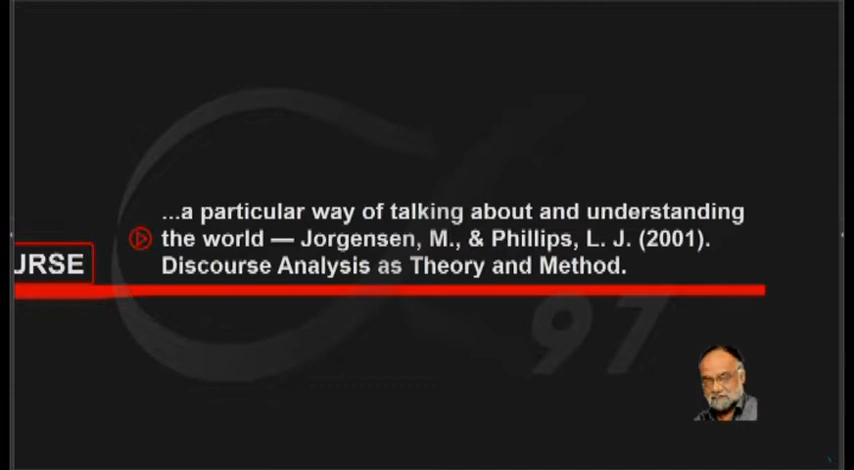 ...a particular way of talking about and understanding
the world — Jorgensen, M., & Phillips, L. J. (2001).
URSE
Discourse Analysis as Theory and Method.
97